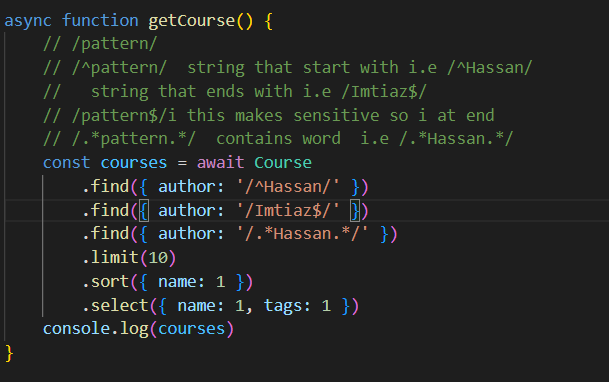 async function getCourse() {
// /pattern/
// /^pattern/  string that start with i.e /^Hassan/
//   string that ends with i.e /Imtiaz$/
// /pattern$/i this makes sensitive so i at end
// /.*pattern.*/  contains word  i.e /.*Hassan.*/
const courses = await Course
.find({ author: '/^Hassan/' })
.find({ author: '/Imtiaz$/' })
.find({ author: '/.*Hassan.*/' })
.limit(10)
.sort({ name: 1 })
.select({ name: 1, tags: 1 })
console.log(courses)
}